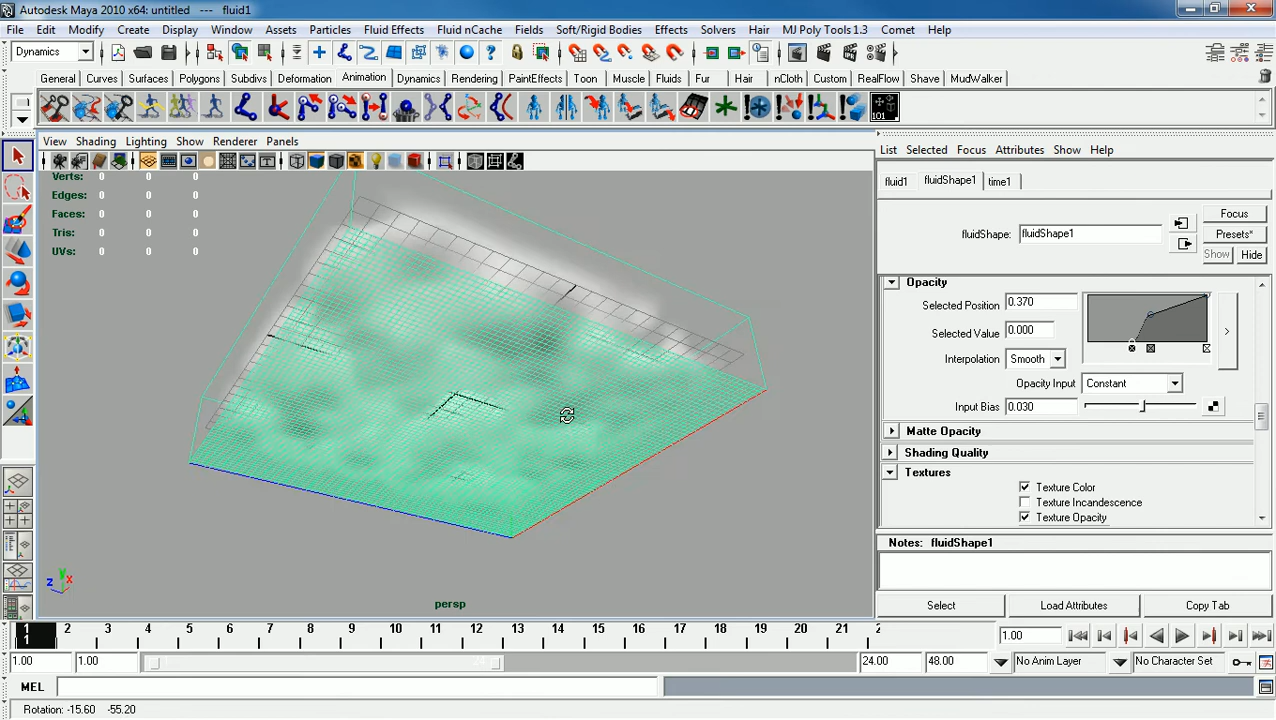 Autodesk Maya 2010 x64: untitled --- fluid1
File Edit Modify Create Display Window Assets Particles Fluid Effects Fluid nCache Fields Soft/Rigid Bodies Effects Solvers Hair MJ Poly Tools 1.3 Comet Help
Dynamics
General Curves Surfaces Polygons Subdivs Deformation Animation Dynamics Rendering PaintEffects Toon Muscle Fluids Fur Hair nCloth Custom RealFlow Shave MudWalker
101
View Shading Lighting Show Renderer Panels
List Selected Focus Attributes Show Help
Verts: 0 0 0
Edges: 0 0 0
Faces: 0 0 0
Tris: 0 0 0
UVs: 0 0 0
fluid1 fluidShape1 time1
Focus
fluidShape: fluidShape1 Presets*
Show Hide
Opacity
Selected Position 0.370
Selected Value 0.000
Interpolation Smooth
Opacity Input Constant
Input Bias 0.030
Matte Opacity
Shading Quality
Textures
Texture Color
Texture Incandescence
Texture Opacity
Notes: fluidShape1
z y x
persp
Select Load Attributes Copy Tab
1 2 3 4 5 6 7 8 9 10 11 12 13 14 15 16 17 18 19 20 21 2
1 1.00
1.00 1.00 24 24.00 48.00 No Anim Layer No Character Set
MEL
Rotation: -15.60 -55.20